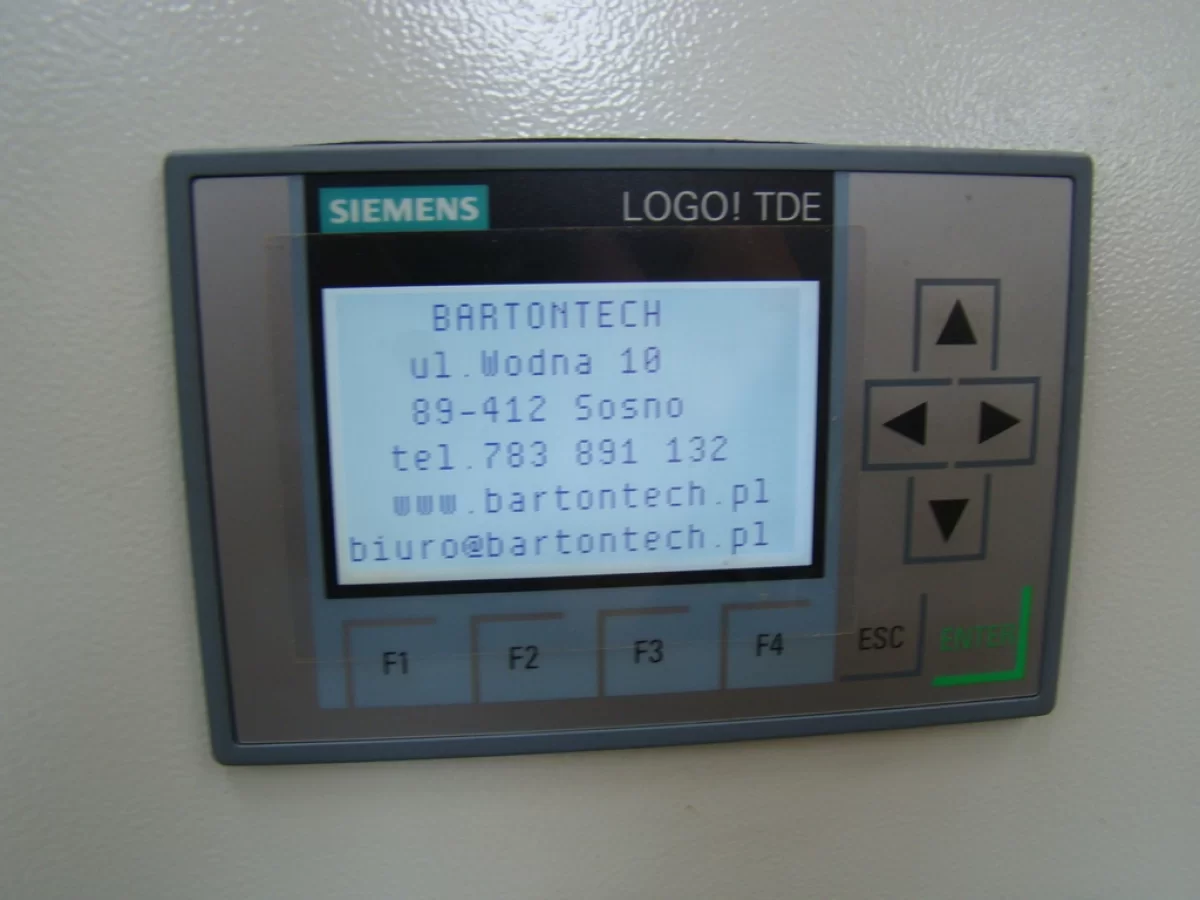 SIEMENS LOGO! TDE
BARTONTECH
ul.Wodna 10
89-412 Sosno
tel.783 891 132
www.bartontech.pl
biuro@bartontech.pl
F1 F2 F3 F4 ESC ENTER